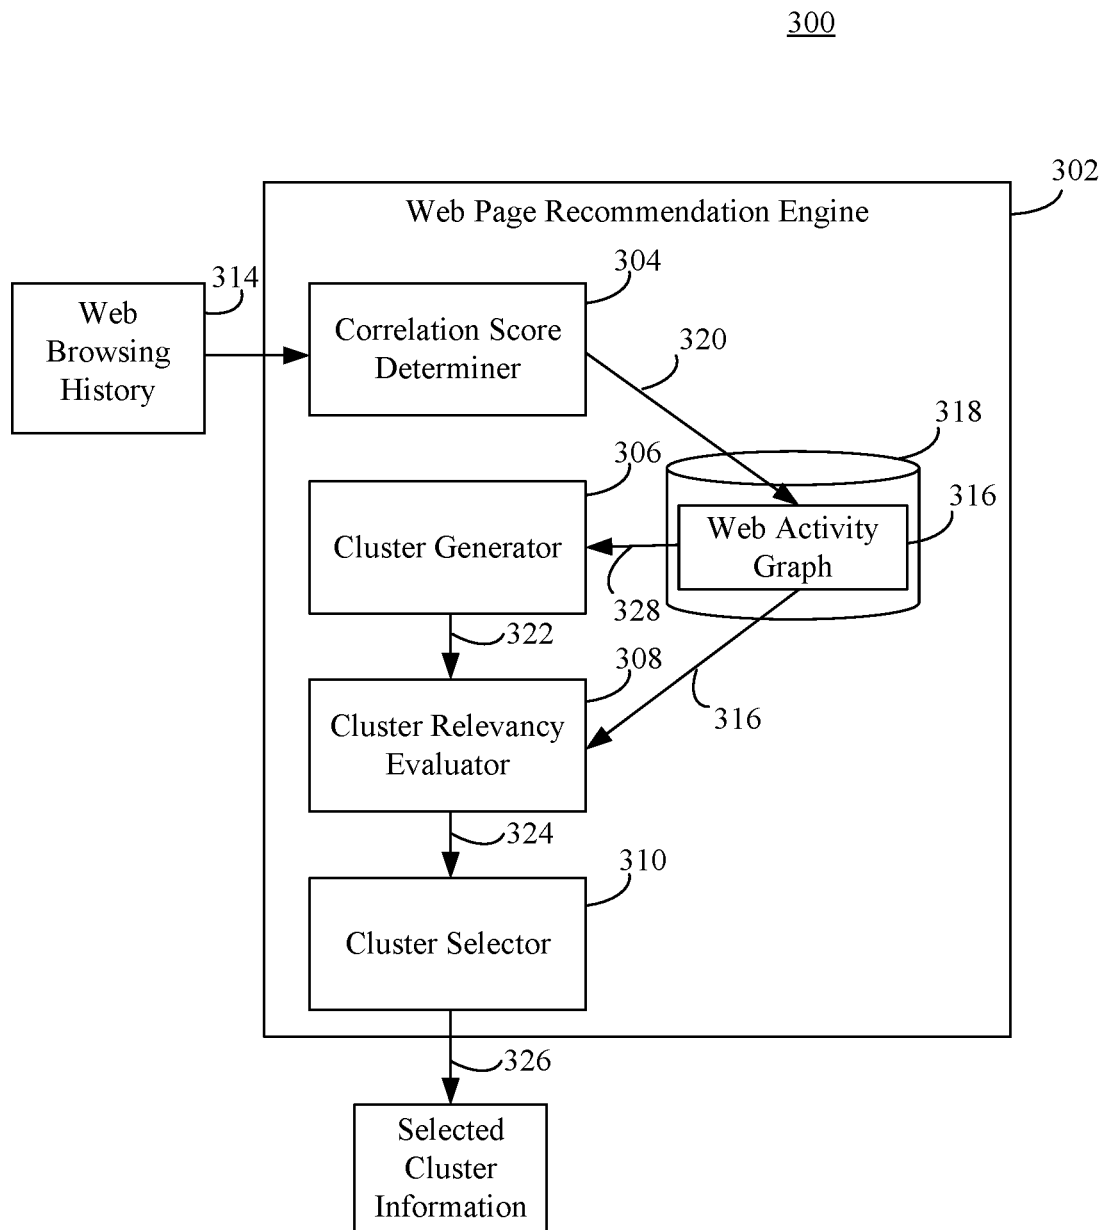 300
302
Web Page Recommendation Engine
314
304
Web
Browsing
History
Correlation Score
Determiner
320
318
306
316
Web Activity
Graph
Cluster Generator
328
322
308
316
Cluster Relevancy
Evaluator
324
310
Cluster Selector
326
Selected
Cluster
Information